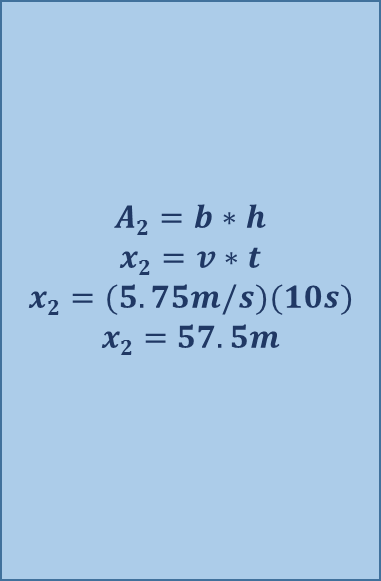 A₂ = b * h
x₂ = v * t
x₂ = (5.75m/s)(10s)
x₂ = 57.5m